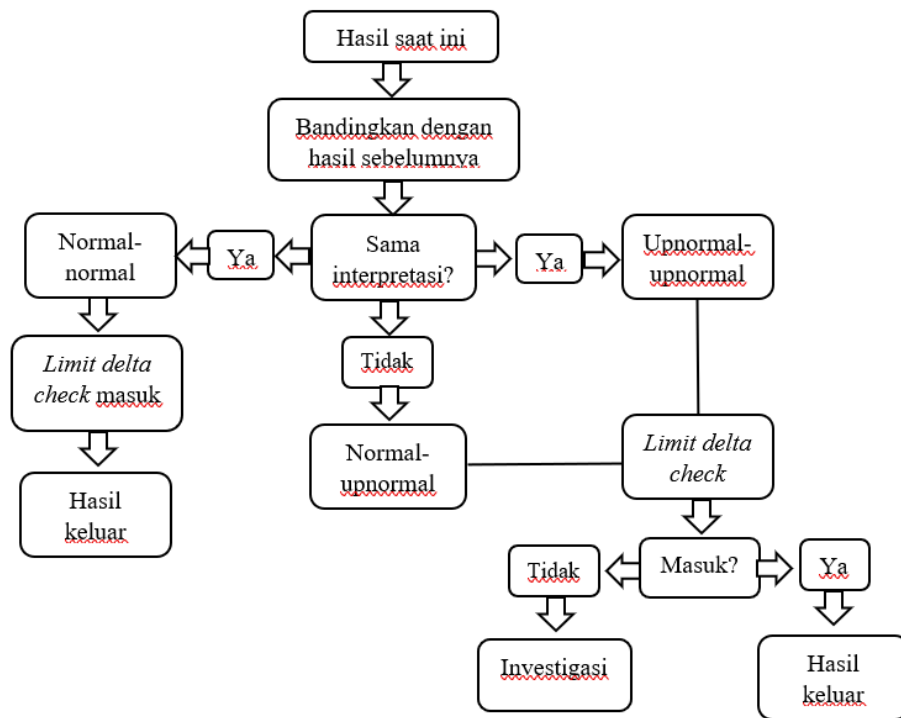 Hasil saat ini
Bandingkan dengan
hasil sebelumnya
Normal-
normal
Ya
Sama
interpretasi?
Ya
Upnormal-
upnormal
Limit delta
check masuk
Tidak
Hasil
keluar
Normal-
upnormal
Limit delta
check
Tidak
Masuk?
Ya
Investigasi
Hasil
keluar